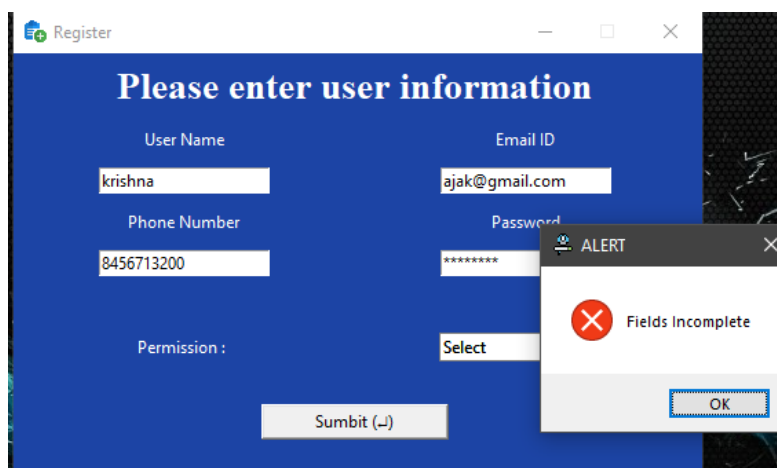 Register
Please enter user information
User Name
Email ID
krishna
ajak@gmail.com
Phone Number
Password
8456713200
********
ALERT
Fields Incomplete
OK
Permission :
Select
Sumbit (↵)